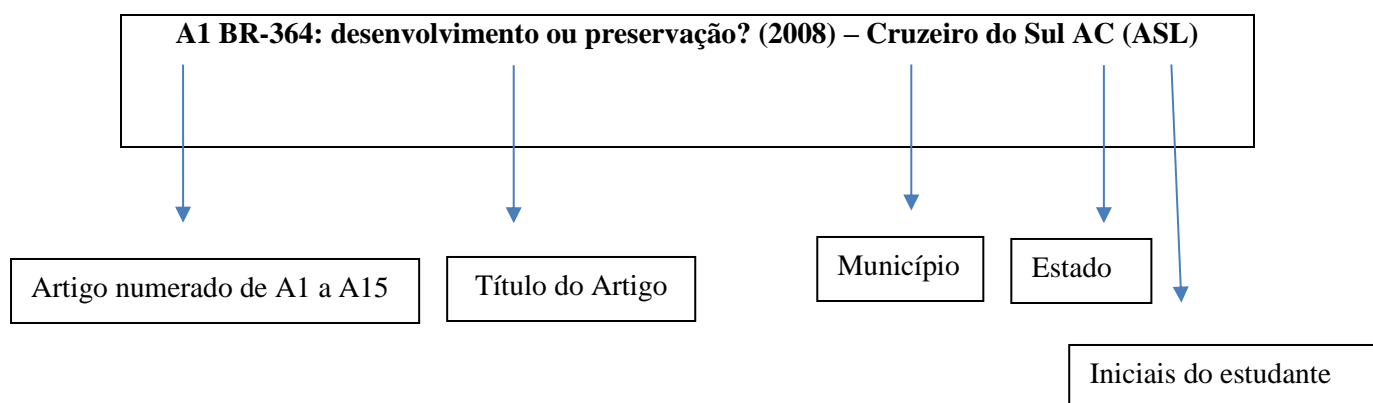 A1 BR-364: desenvolvimento ou preservação? (2008) – Cruzeiro do Sul AC (ASL)
Artigo numerado de A1 a A15
Título do Artigo
Município
Estado
Iniciais do estudante